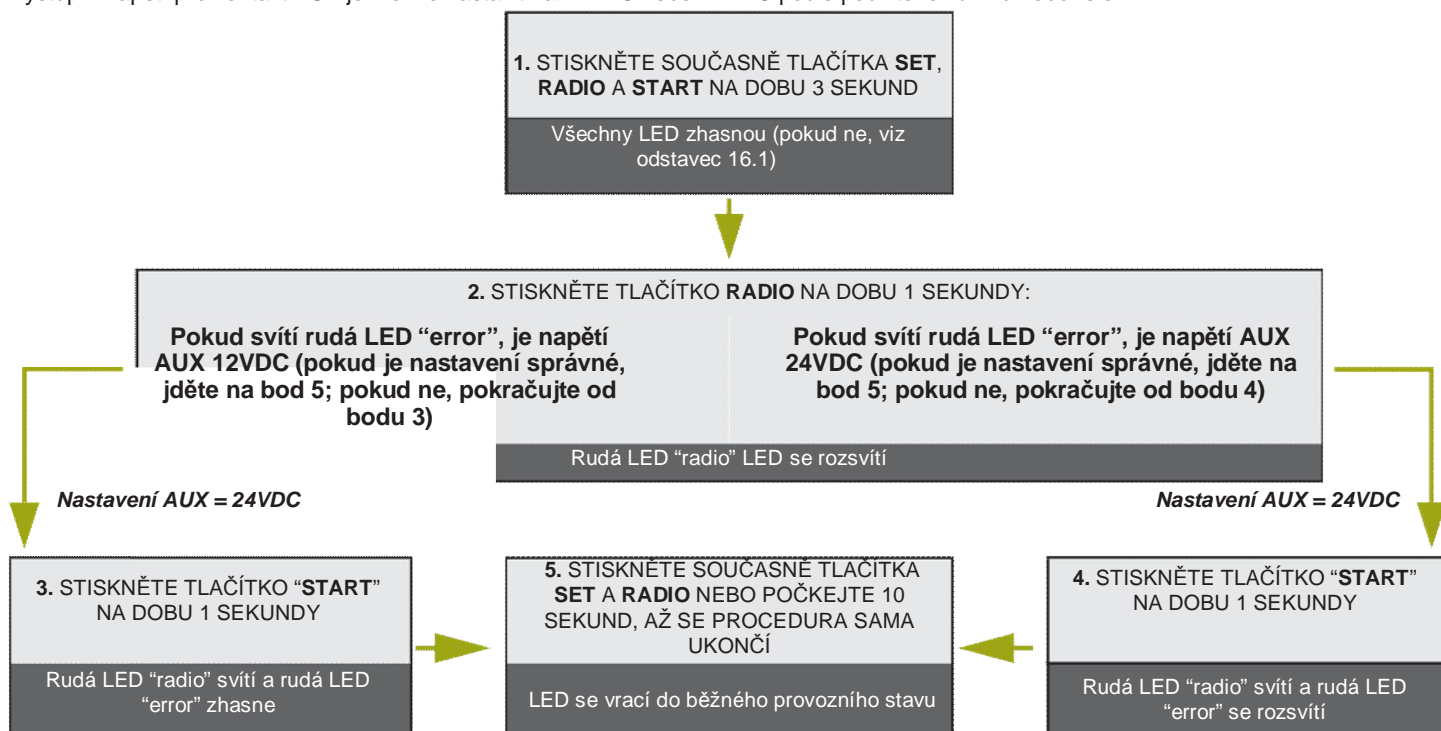 1. STISKNĚTE SOUČASNĚ TLAČÍTKA SET,
RADIO A START NA DOBU 3 SEKUND
Všechny LED zhasnou (pokud ne, viz
odstavec 16.1)
2. STISKNĚTE TLAČÍTKO RADIO NA DOBU 1 SEKUNDY:
Pokud svítí rudá LED “error”, je napětí
AUX 12VDC (pokud je nastavení správné,
jděte na bod 5; pokud ne, pokračujte od
bodu 3)
Pokud svítí rudá LED “error”, je napětí AUX
24VDC (pokud je nastavení správné, jděte na
bod 5; pokud ne, pokračujte od bodu 4)
Rudá LED “radio” LED se rozsvítí
Nastavení AUX = 24VDC
Nastavení AUX = 24VDC
3. STISKNĚTE TLAČÍTKO “START”
NA DOBU 1 SEKUNDY
Rudá LED “radio” svítí a rudá LED
“error” zhasne
5. STISKNĚTE SOUČASNĚ TLAČÍTKA
SET A RADIO NEBO POČKEJTE 10
SEKUND, AŽ SE PROCEDURA SAMA
UKONČÍ
LED se vrací do běžného provozního stavu
4. STISKNĚTE TLAČÍTKO “START”
NA DOBU 1 SEKUNDY
Rudá LED “radio” svítí a rudá LED
“error” se rozsvítí